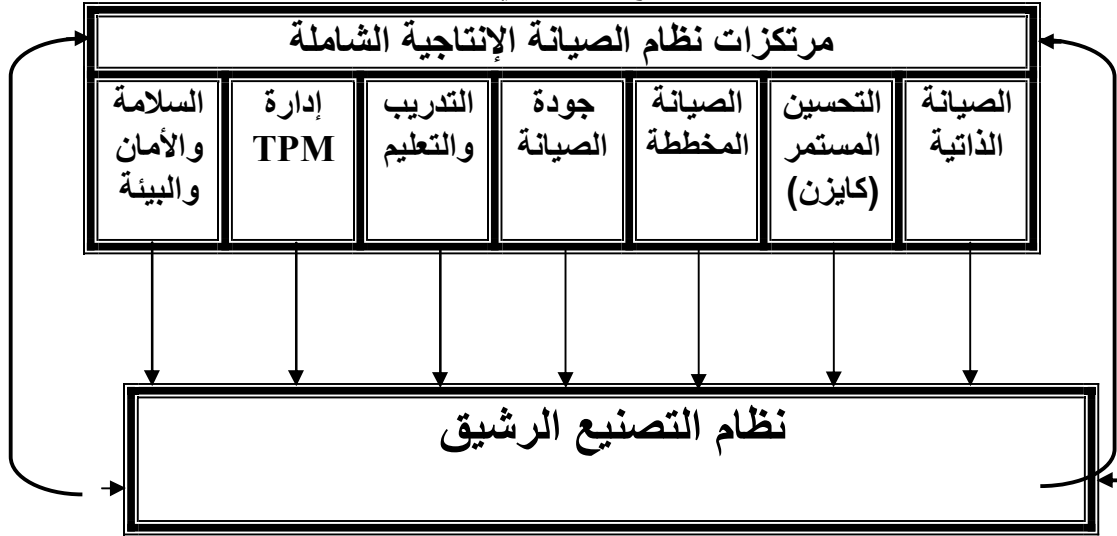 مرتكزات نظام الصيانة الإنتاجية الشاملة
الصيانة
الذاتية
التحسين
المستمر
(كايزن)
الصيانة
المخططة
جودة
الصيانة
التدريب
والتعليم
إدارة
TPM
السلامة
والأمان
والبيئة
نظام التصنيع الرشيق